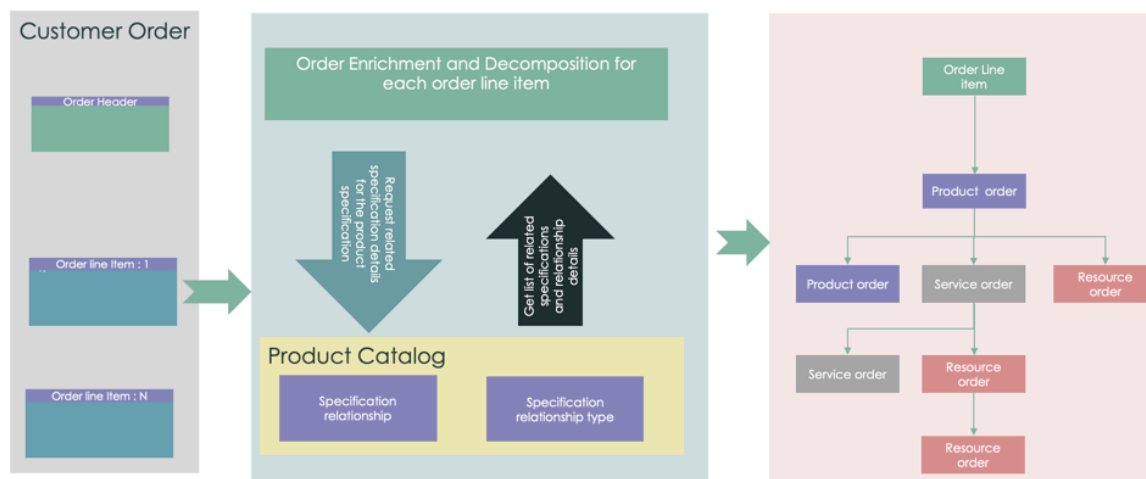 Customer Order
Order Header
Order line Item : 1
Order line Item : N
Order Enrichment and Decomposition for
each order line item
Request related
specification details
for the product
specification
Get list of related
specifications
and relationship
details
Product Catalog
Specification
relationship
Specification
relationship type
Order Line
item
Product order
Product order
Service order
Resource
order
Service order
Resource
order
Resource
order